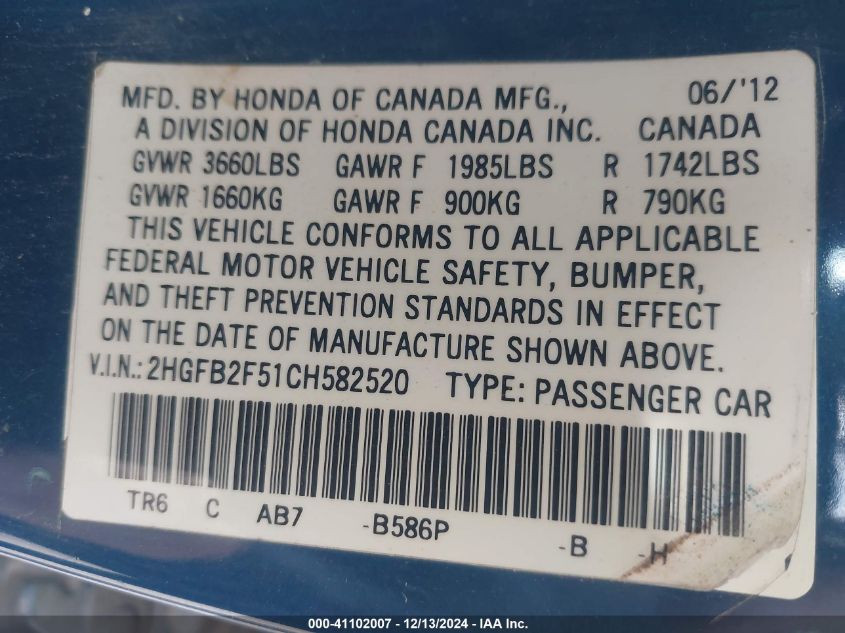 MFD. BY HONDA OF CANADA MFG., 06/'12
A DIVISION OF HONDA CANADA INC. CANADA
GVWR 3660LBS GAWR F 1985LBS R 1742LBS
GVWR 1660KG GAWR F 900KG R 790KG
THIS VEHICLE CONFORMS TO ALL APPLICABLE
FEDERAL MOTOR VEHICLE SAFETY, BUMPER,
AND THEFT PREVENTION STANDARDS IN EFFECT
ON THE DATE OF MANUFACTURE SHOWN ABOVE.
V.I.N.: 2HGFB2F51CH582520 TYPE: PASSENGER CAR
TR6 C AB7 -B586P -B -H
000-41102007 - 12/13/2024 - IAA Inc.